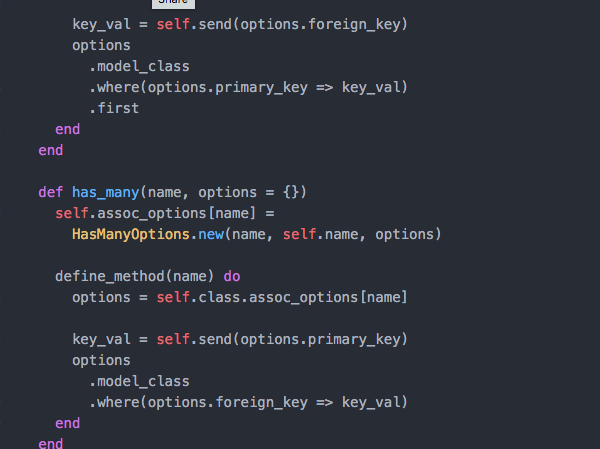 Share
key_val = self.send(options.foreign_key)
options
.model_class
.where(options.primary_key => key_val)
.first
end
end
def has_many(name, options = {})
self.assoc_options[name] =
HasManyOptions.new(name, self.name, options)
define_method(name) do
options = self.class.assoc_options[name]
key_val = self.send(options.primary_key)
options
.model_class
.where(options.foreign_key => key_val)
end
end